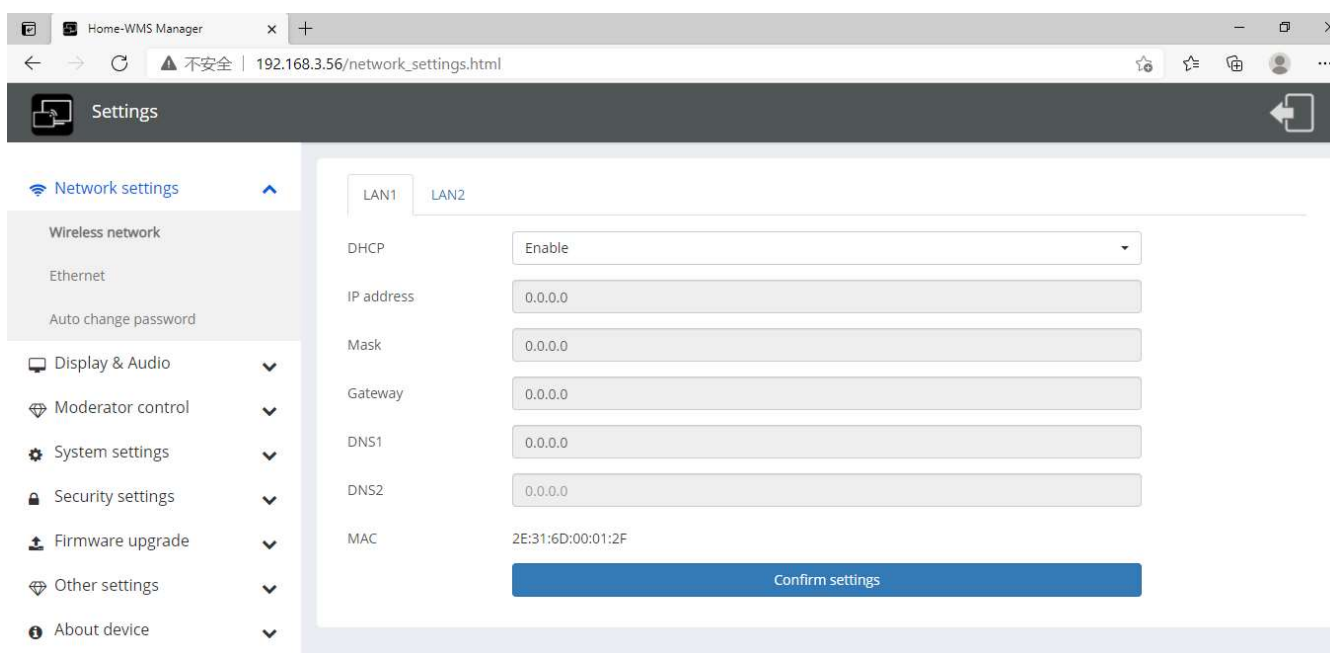 Home-WMS Manager
不安全 192.168.3.56/network_settings.html
Settings
Network settings
Wireless network
Ethernet
Auto change password
Display & Audio
Moderator control
System settings
Security settings
Firmware upgrade
Other settings
About device
LAN1 LAN2
DHCP Enable
IP address 0.0.0.0
Mask 0.0.0.0
Gateway 0.0.0.0
DNS1 0.0.0.0
DNS2 0.0.0.0
MAC 2E:31:6D:00:01:2F
Confirm settings